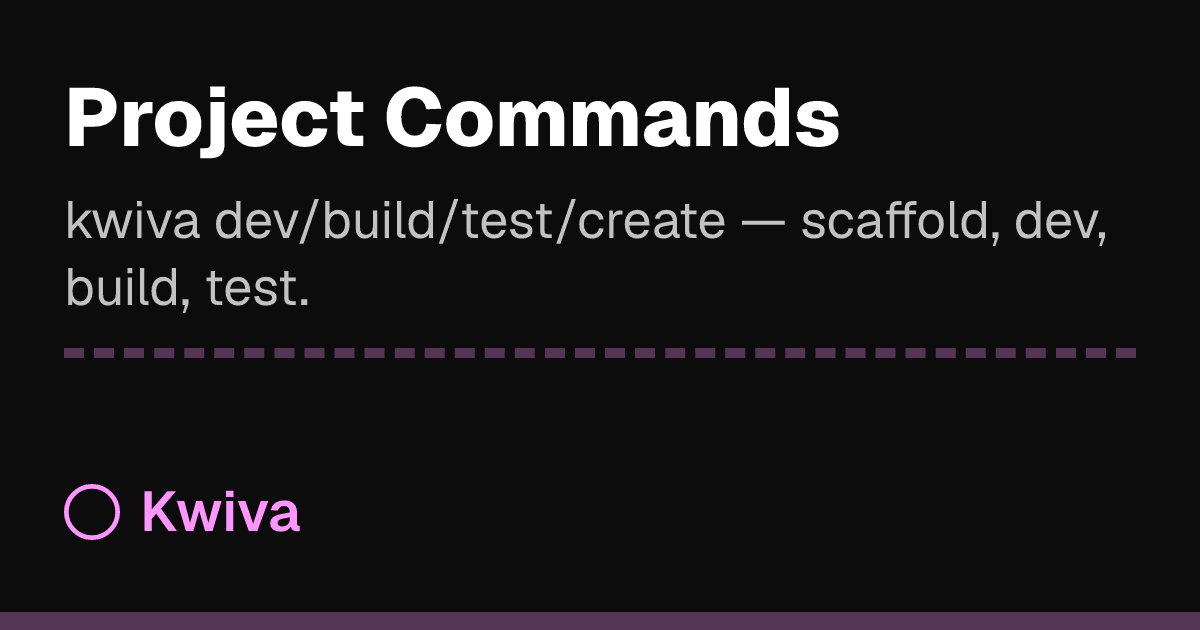 Project Commands
kwiva dev/build/test/create — scaffold, dev,
build, test.
Kwiva